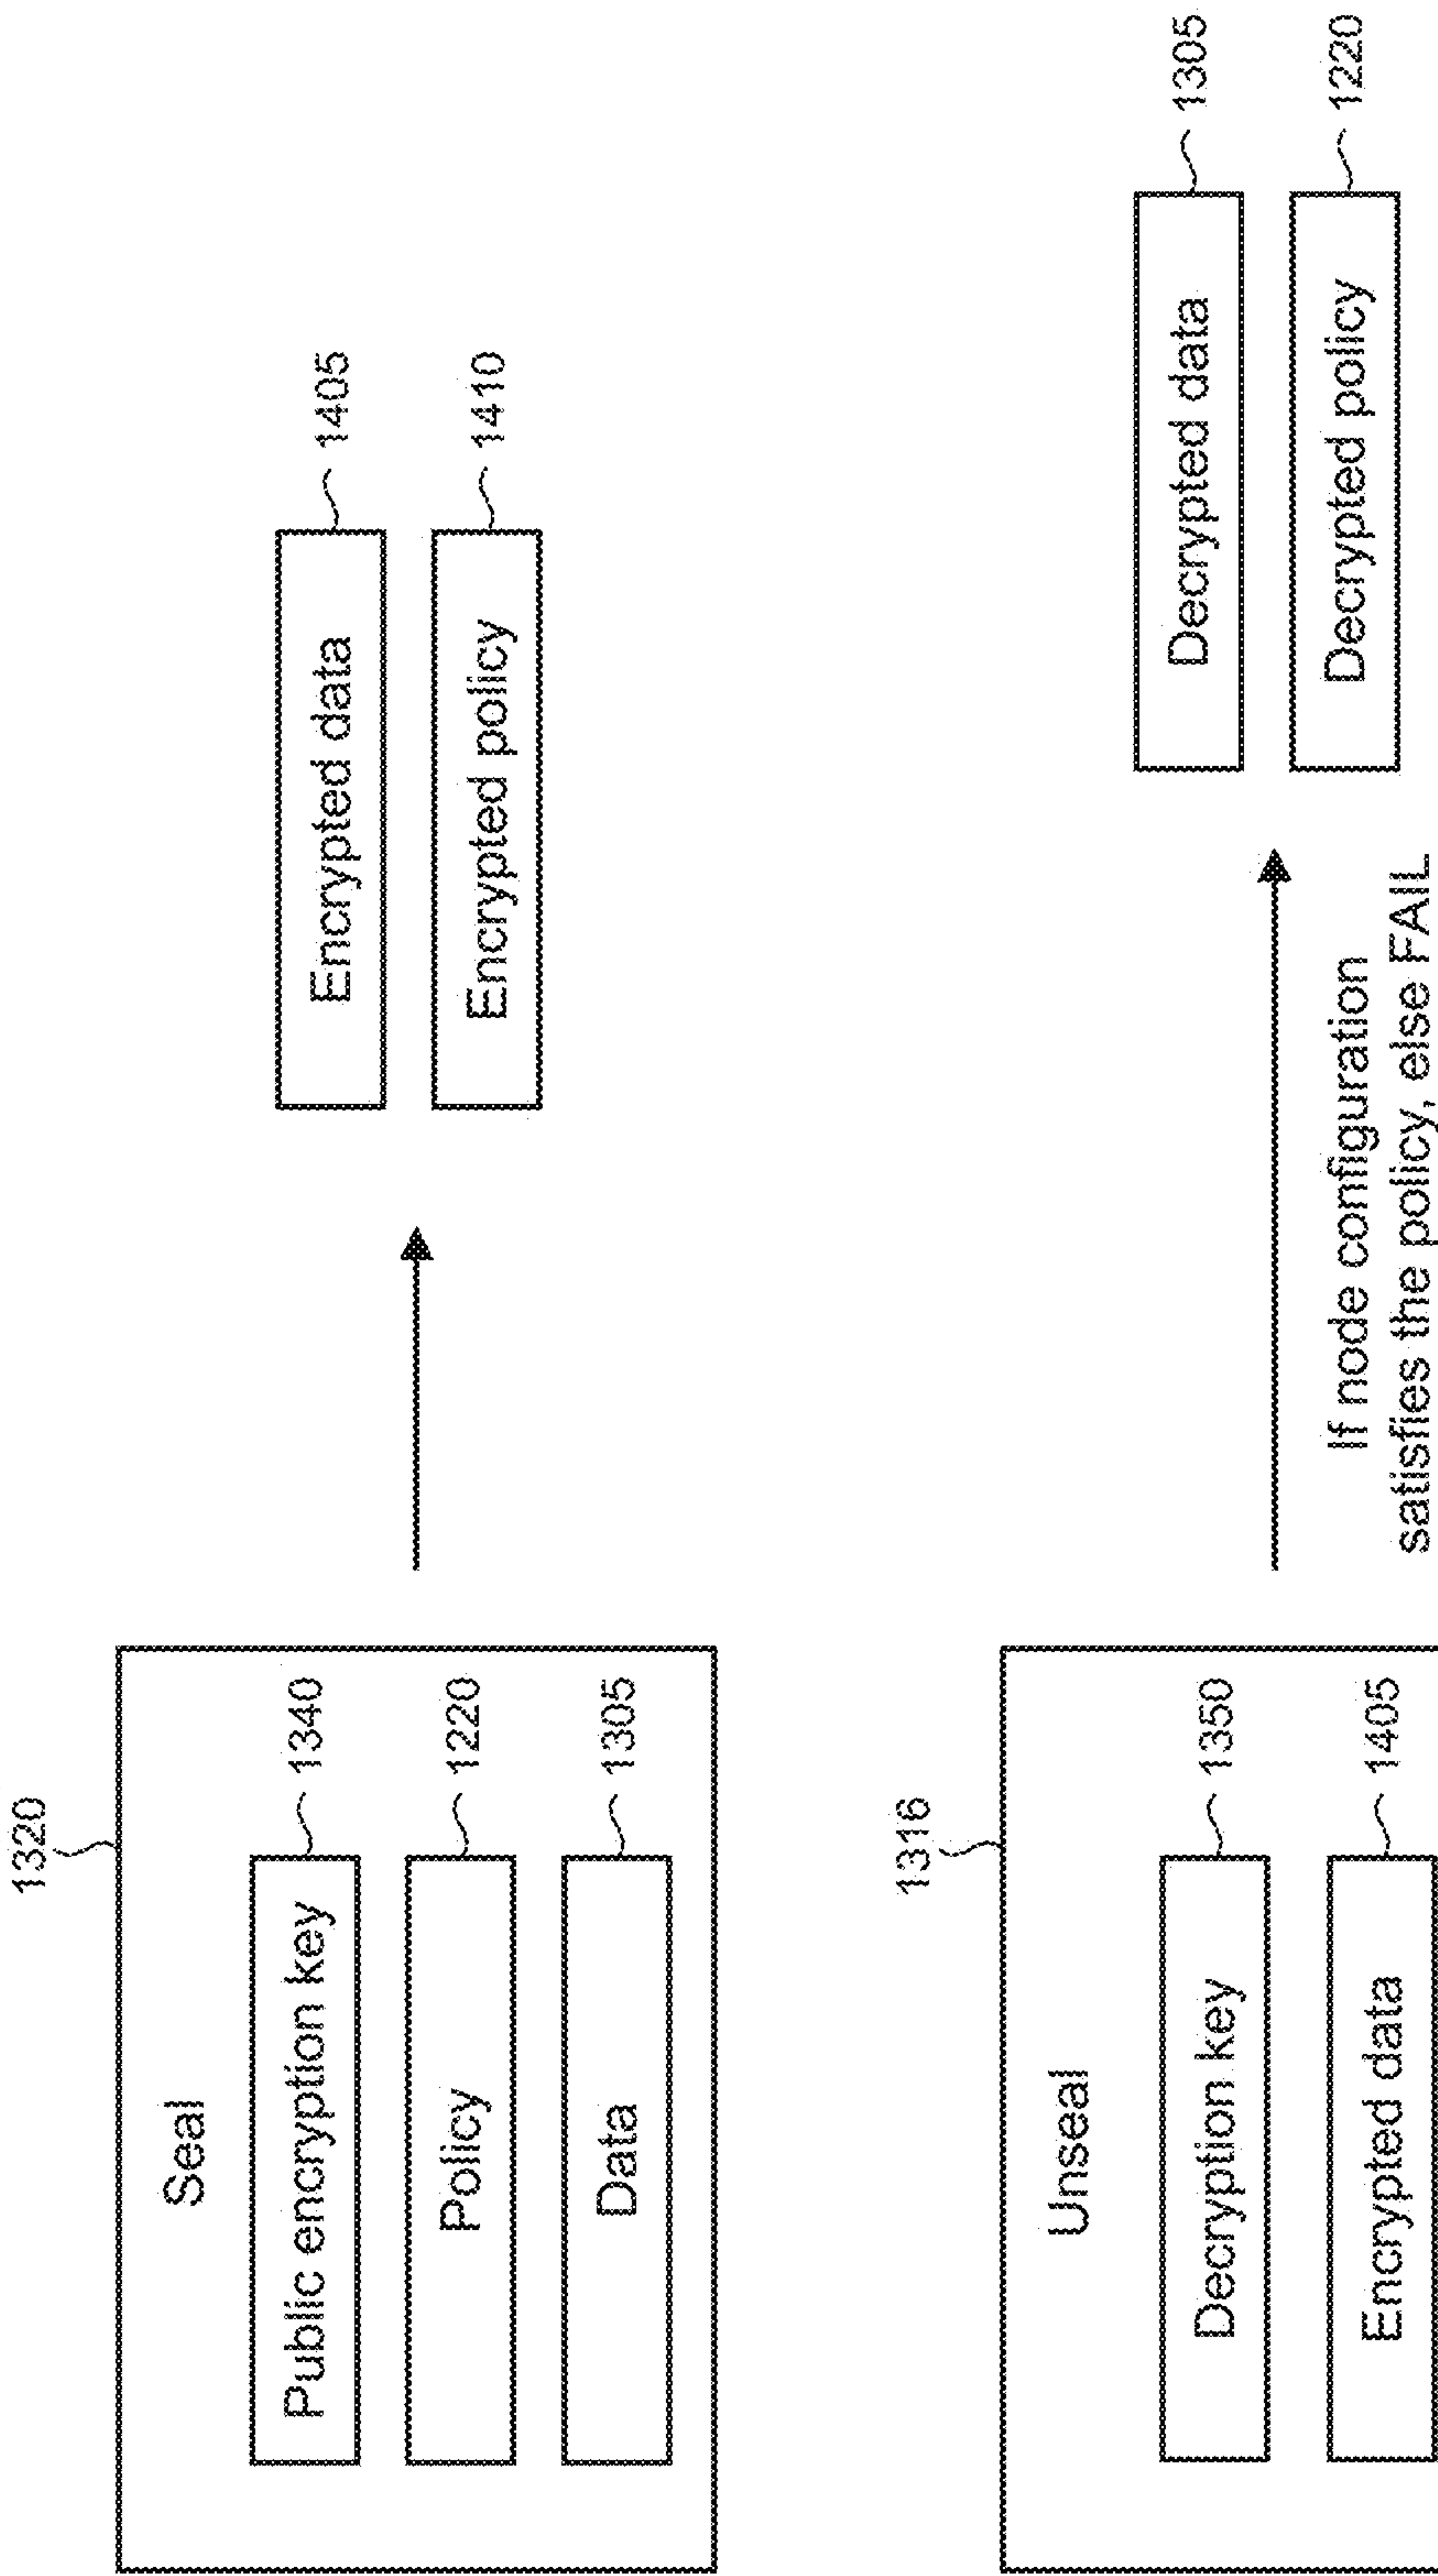 1320
Seal
Public encryption key
1340
Policy
1220
Data
1305
Encrypted data
1405
Encrypted policy
1410
1316
Unseal
Decryption key
1350
Encrypted data
1405
If node configuration
satisfies the policy, else FAIL
Decrypted data
1305
Decrypted policy
1220